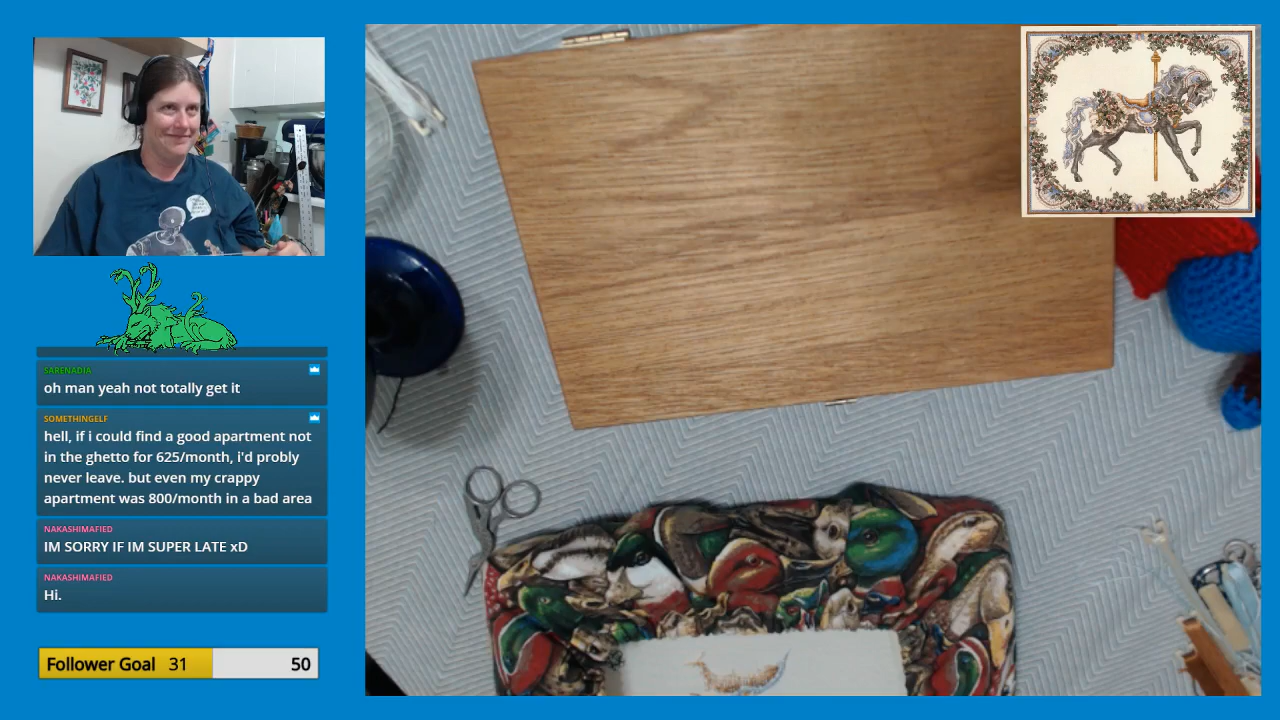 SARENADIA
oh man yeah not totally get it
SOMETHINGELF
hell, if i could find a good apartment not
in the ghetto for 625/month, i'd probly
never leave. but even my crappy
apartment was 800/month in a bad area
NAKASHIMAFIED
IM SORRY IF IM SUPER LATE xD
NAKASHIMAFIED
Hi.
Follower Goal 31 50